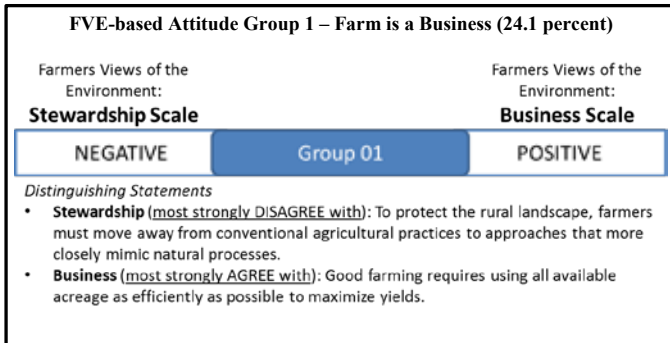 FVE-based Attitude Group 1 – Farm is a Business (24.1 percent)
Farmers Views of the
Environment:
Stewardship Scale
Farmers Views of the
Environment:
Business Scale
NEGATIVE
Group 01
POSITIVE
Distinguishing Statements
• Stewardship (most strongly DISAGREE with): To protect the rural landscape, farmers
must move away from conventional agricultural practices to approaches that more
closely mimic natural processes.
• Business (most strongly AGREE with): Good farming requires using all available
acreage as efficiently as possible to maximize yields.